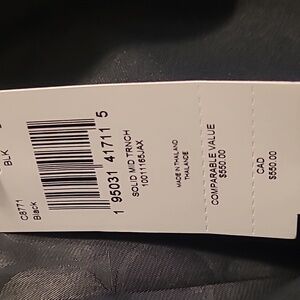 BLK
C8771
Black
1 95031 41711 5
SOLID MID TRNCH
10011165JAX
MADE IN THAILAND
THAILANDE
COMPARABLE VALUE
$550.00
CAD
$550.00